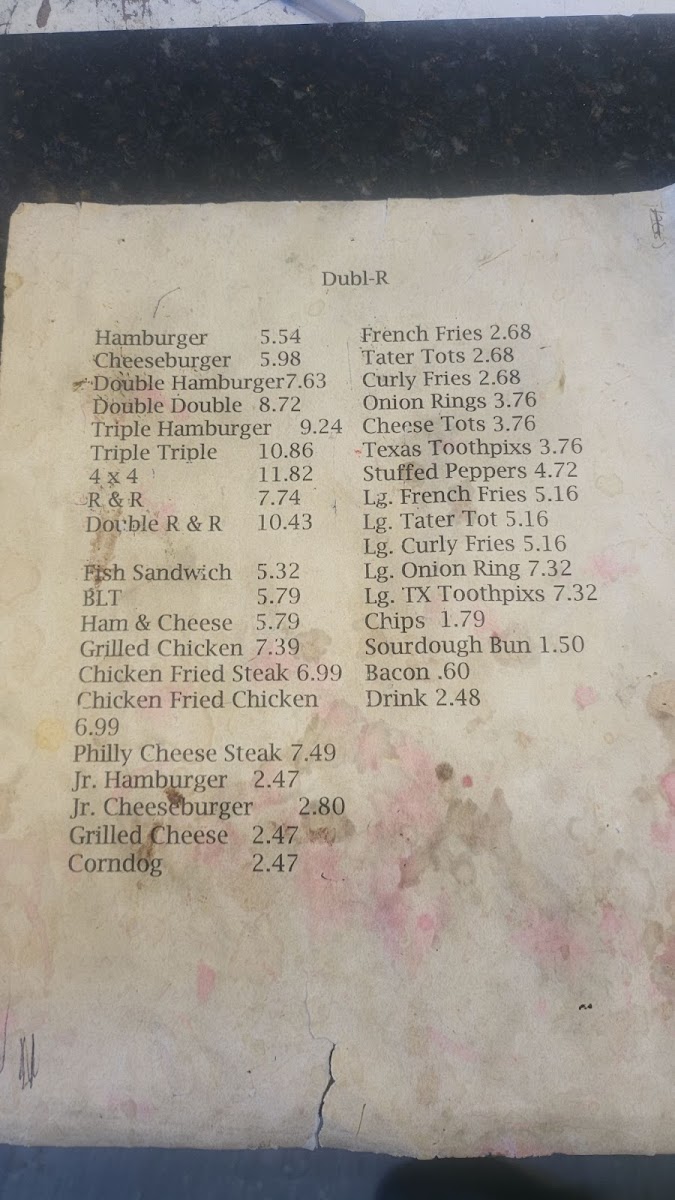 Dubl-R
Hamburger 5.54
Cheeseburger 5.98
Double Hamburger7.63
Double Double 8.72
Triple Hamburger 9.24
Triple Triple 10.86
4 x 4 11.82
R & R 7.74
Double R & R 10.43
Fish Sandwich 5.32
BLT 5.79
Ham & Cheese 5.79
Grilled Chicken 7.39
Chicken Fried Steak 6.99
Chicken Fried Chicken
6.99
Philly Cheese Steak 7.49
Jr. Hamburger 2.47
Jr. Cheeseburger 2.80
Grilled Cheese 2.47
Corndog 2.47
French Fries 2.68
Tater Tots 2.68
Curly Fries 2.68
Onion Rings 3.76
Cheese Tots 3.76
Texas Toothpixs 3.76
Stuffed Peppers 4.72
Lg. French Fries 5.16
Lg. Tater Tot 5.16
Lg. Curly Fries 5.16
Lg. Onion Ring 7.32
Lg. TX Toothpixs 7.32
Chips 1.79
Sourdough Bun 1.50
Bacon .60
Drink 2.48